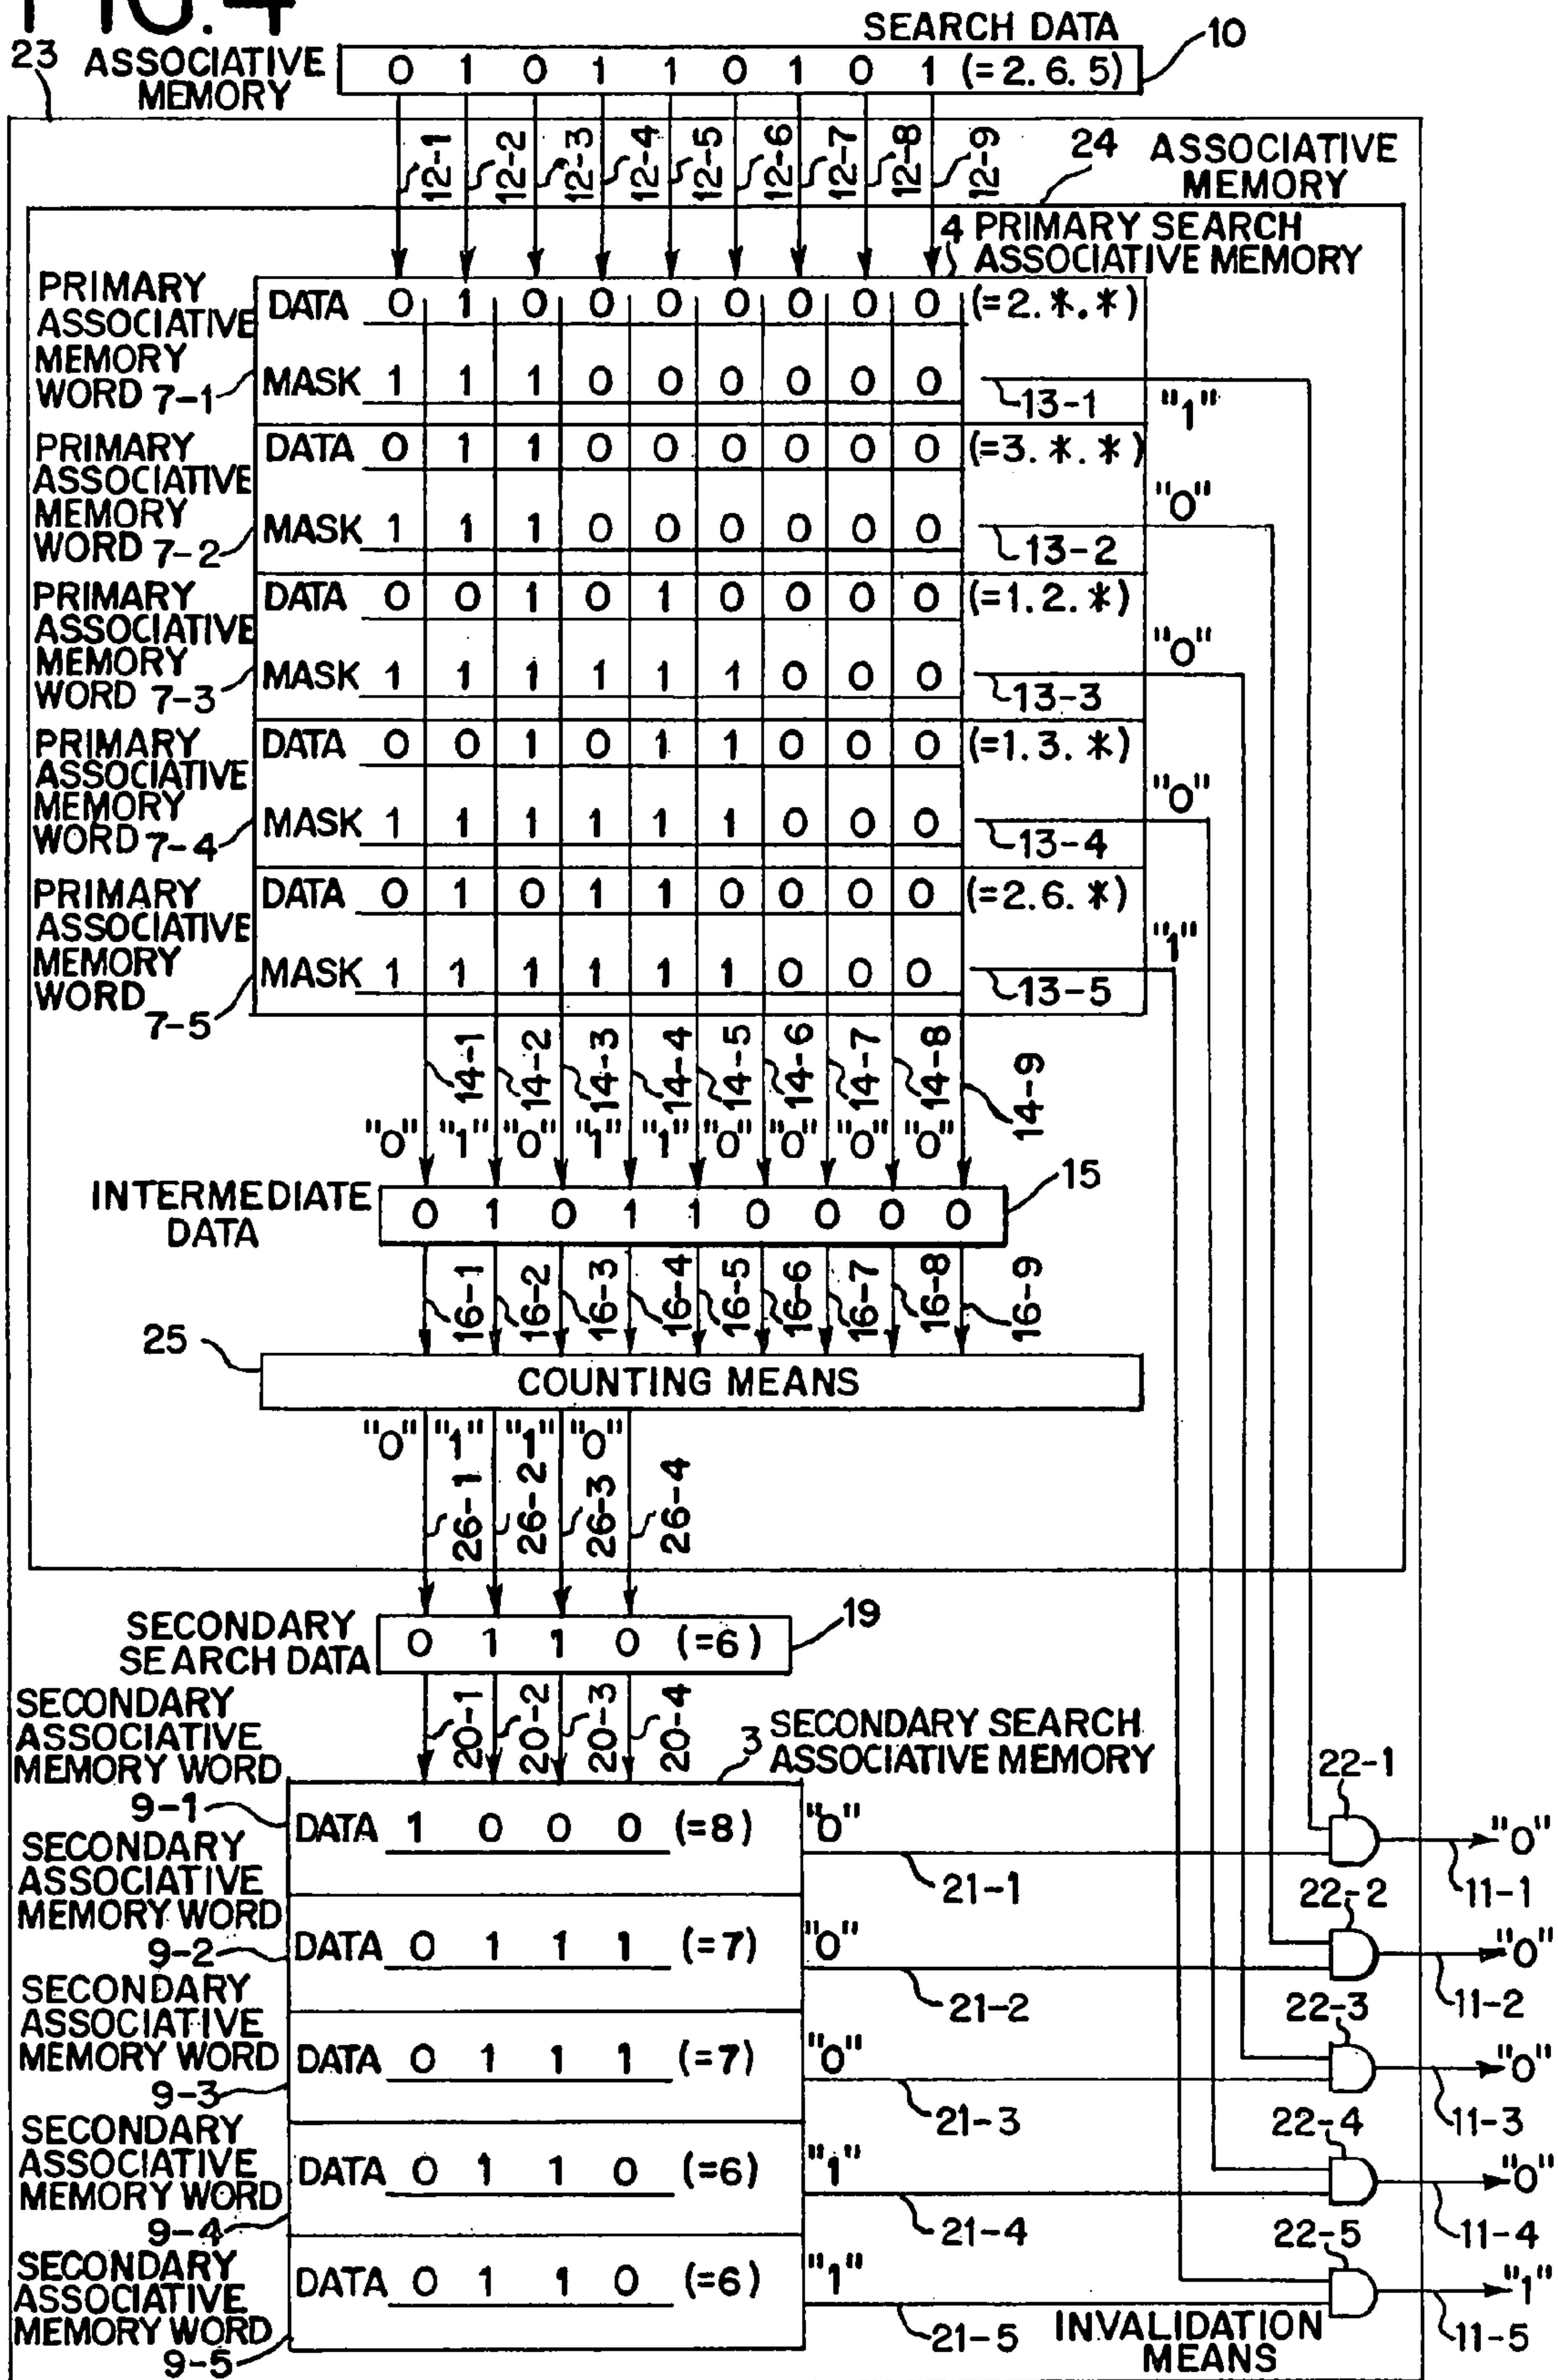 FIG. 4
SEARCH DATA
10
23 ASSOCIATIVE MEMORY
0 1 0 1 1 0 1 0 1 (=2.6.5)
12-1 12-2 12-3 12-4 12-5 12-6 12-7 12-8 12-9
24 ASSOCIATIVE MEMORY
4 PRIMARY SEARCH ASSOCIATIVE MEMORY
PRIMARY ASSOCIATIVE MEMORY WORD 7-1
DATA 0 1 0 0 0 0 0 0 0 (=2.*.*)
MASK 1 1 1 0 0 0 0 0 0
13-1 "1"
PRIMARY ASSOCIATIVE MEMORY WORD 7-2
DATA 0 1 1 0 0 0 0 0 0 (=3.*.*)
MASK 1 1 1 0 0 0 0 0 0
13-2 "0"
PRIMARY ASSOCIATIVE MEMORY WORD 7-3
DATA 0 0 1 0 1 0 0 0 0 (=1.2.*)
MASK 1 1 1 1 1 1 0 0 0
13-3 "0"
PRIMARY ASSOCIATIVE MEMORY WORD 7-4
DATA 0 0 1 0 1 1 0 0 0 (=1.3.*)
MASK 1 1 1 1 1 1 0 0 0
13-4 "0"
PRIMARY ASSOCIATIVE MEMORY WORD 7-5
DATA 0 1 0 1 1 0 0 0 0 (=2.6.*)
MASK 1 1 1 1 1 1 0 0 0
13-5 "1"
14-1 14-2 14-3 14-4 14-5 14-6 14-7 14-8 14-9
"0" "1" "0" "1" "1" "0" "0" "0" "0"
INTERMEDIATE DATA
0 1 0 1 1 0 0 0 0
15
16-1 16-2 16-3 16-4 16-5 16-6 16-7 16-8 16-9
25
COUNTING MEANS
"0" "1" "1" "0"
26-1 26-2 26-3 26-4
SECONDARY SEARCH DATA
0 1 1 0 (=6)
19
20-1 20-2 20-3 20-4
3 SECONDARY SEARCH ASSOCIATIVE MEMORY
SECONDARY ASSOCIATIVE MEMORY WORD 9-1
DATA 1 0 0 0 (=8) "0"
21-1
22-1
"0"
11-1
SECONDARY ASSOCIATIVE MEMORY WORD 9-2
DATA 0 1 1 1 (=7) "0"
21-2
22-2
"0"
11-2
SECONDARY ASSOCIATIVE MEMORY WORD 9-3
DATA 0 1 1 1 (=7) "0"
21-3
22-3
"0"
11-3
SECONDARY ASSOCIATIVE MEMORY WORD 9-4
DATA 0 1 1 0 (=6) "1"
21-4
22-4
"0"
11-4
SECONDARY ASSOCIATIVE MEMORY WORD 9-5
DATA 0 1 1 0 (=6) "1"
21-5
22-5
"1"
11-5
INVALIDATION MEANS